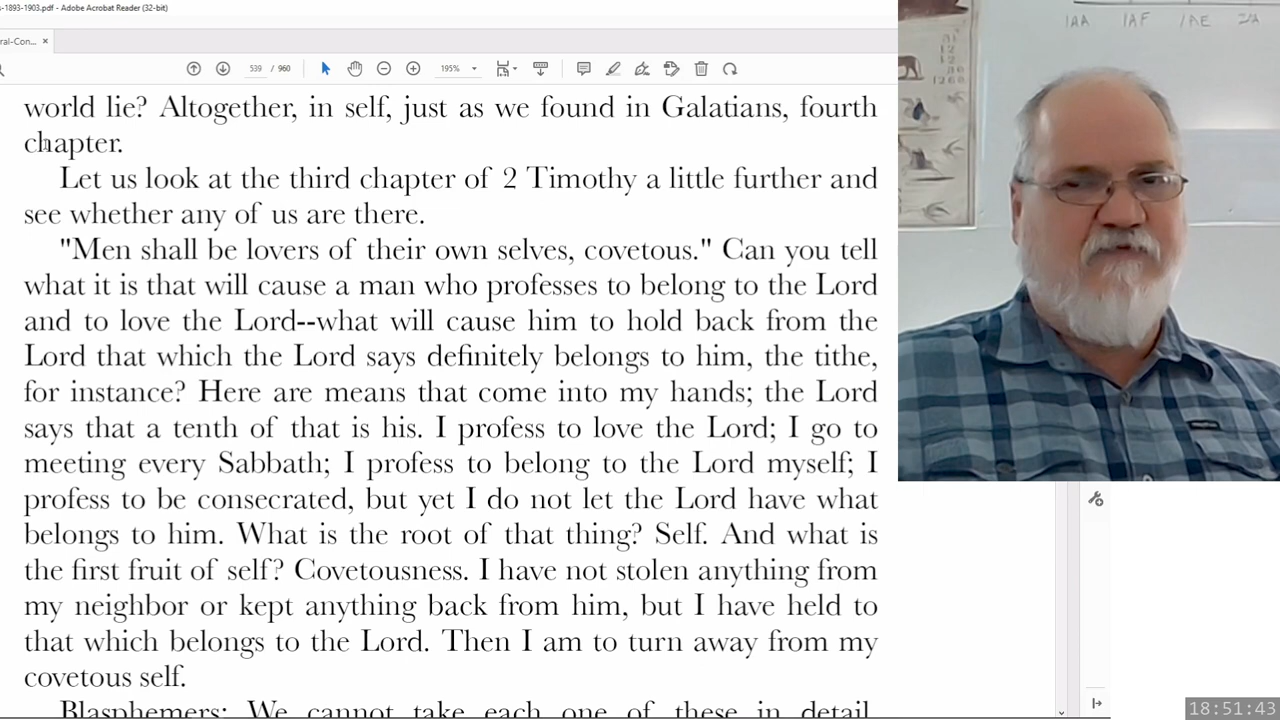 s-1893-1903.pdf - Adobe Acrobat Reader (32-bit)
ral-Con... ×
539 / 960
195%
world lie? Altogether, in self, just as we found in Galatians, fourth
chapter.
Let us look at the third chapter of 2 Timothy a little further and
see whether any of us are there.
"Men shall be lovers of their own selves, covetous." Can you tell
what it is that will cause a man who professes to belong to the Lord
and to love the Lord--what will cause him to hold back from the
Lord that which the Lord says definitely belongs to him, the tithe,
for instance? Here are means that come into my hands; the Lord
says that a tenth of that is his. I profess to love the Lord; I go to
meeting every Sabbath; I profess to belong to the Lord myself; I
profess to be consecrated, but yet I do not let the Lord have what
belongs to him. What is the root of that thing? Self. And what is
the first fruit of self? Covetousness. I have not stolen anything from
my neighbor or kept anything back from him, but I have held to
that which belongs to the Lord. Then I am to turn away from my
covetous self.
Blasphemers: We cannot take each one of these in detail,
1AA 1AF 1AE
1260
18:51:43